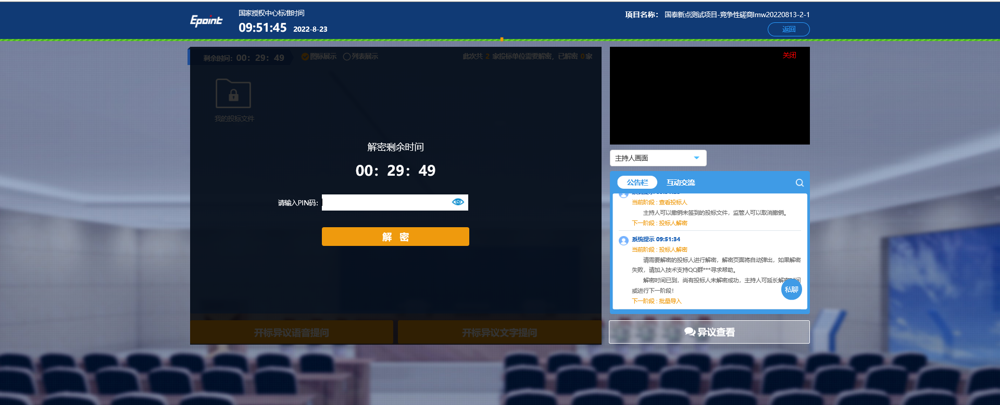 Epoint
国家授权中心标准时间
09:51:45 2022-8-23
项目名称： 国泰新点测试项目-竞争性磋商lmw20220813-2-1
返回
剩余时间：00：29：49
图标展示 列表展示
此次共 2 家投标单位需要解密，已解密 0家
我的投标文件
解密剩余时间
00：29：49
请输入PIN码：
解 密
开标异议语音提问
开标异议文字提问
关闭
主持人画面
公告栏 互动交流
当前阶段 : 查看投标人
主持人可以撤销未签到的投标文件，监管人可以取消撤销。
下一阶段 : 投标人解密
系统提示 09:51:34
当前阶段 : 投标人解密
请需要解密的投标人进行解密，解密页面将自动弹出，如果解密
失败，请加入技术支持QQ群***寻求帮助。
解密时间已到，尚有投标人未解密成功，主持人可延长解密时间
或进行下一阶段！
私聊
下一阶段 : 批量导入
异议查看